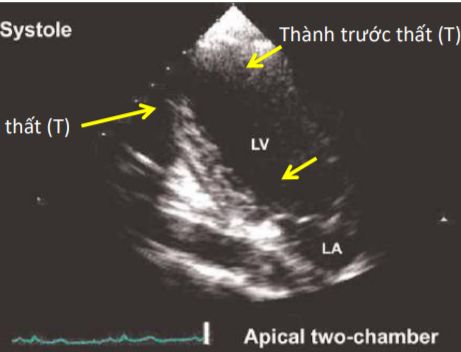 Systole
Thành trước thất (T)
thất (T)
LV
LA
Apical two-chamber